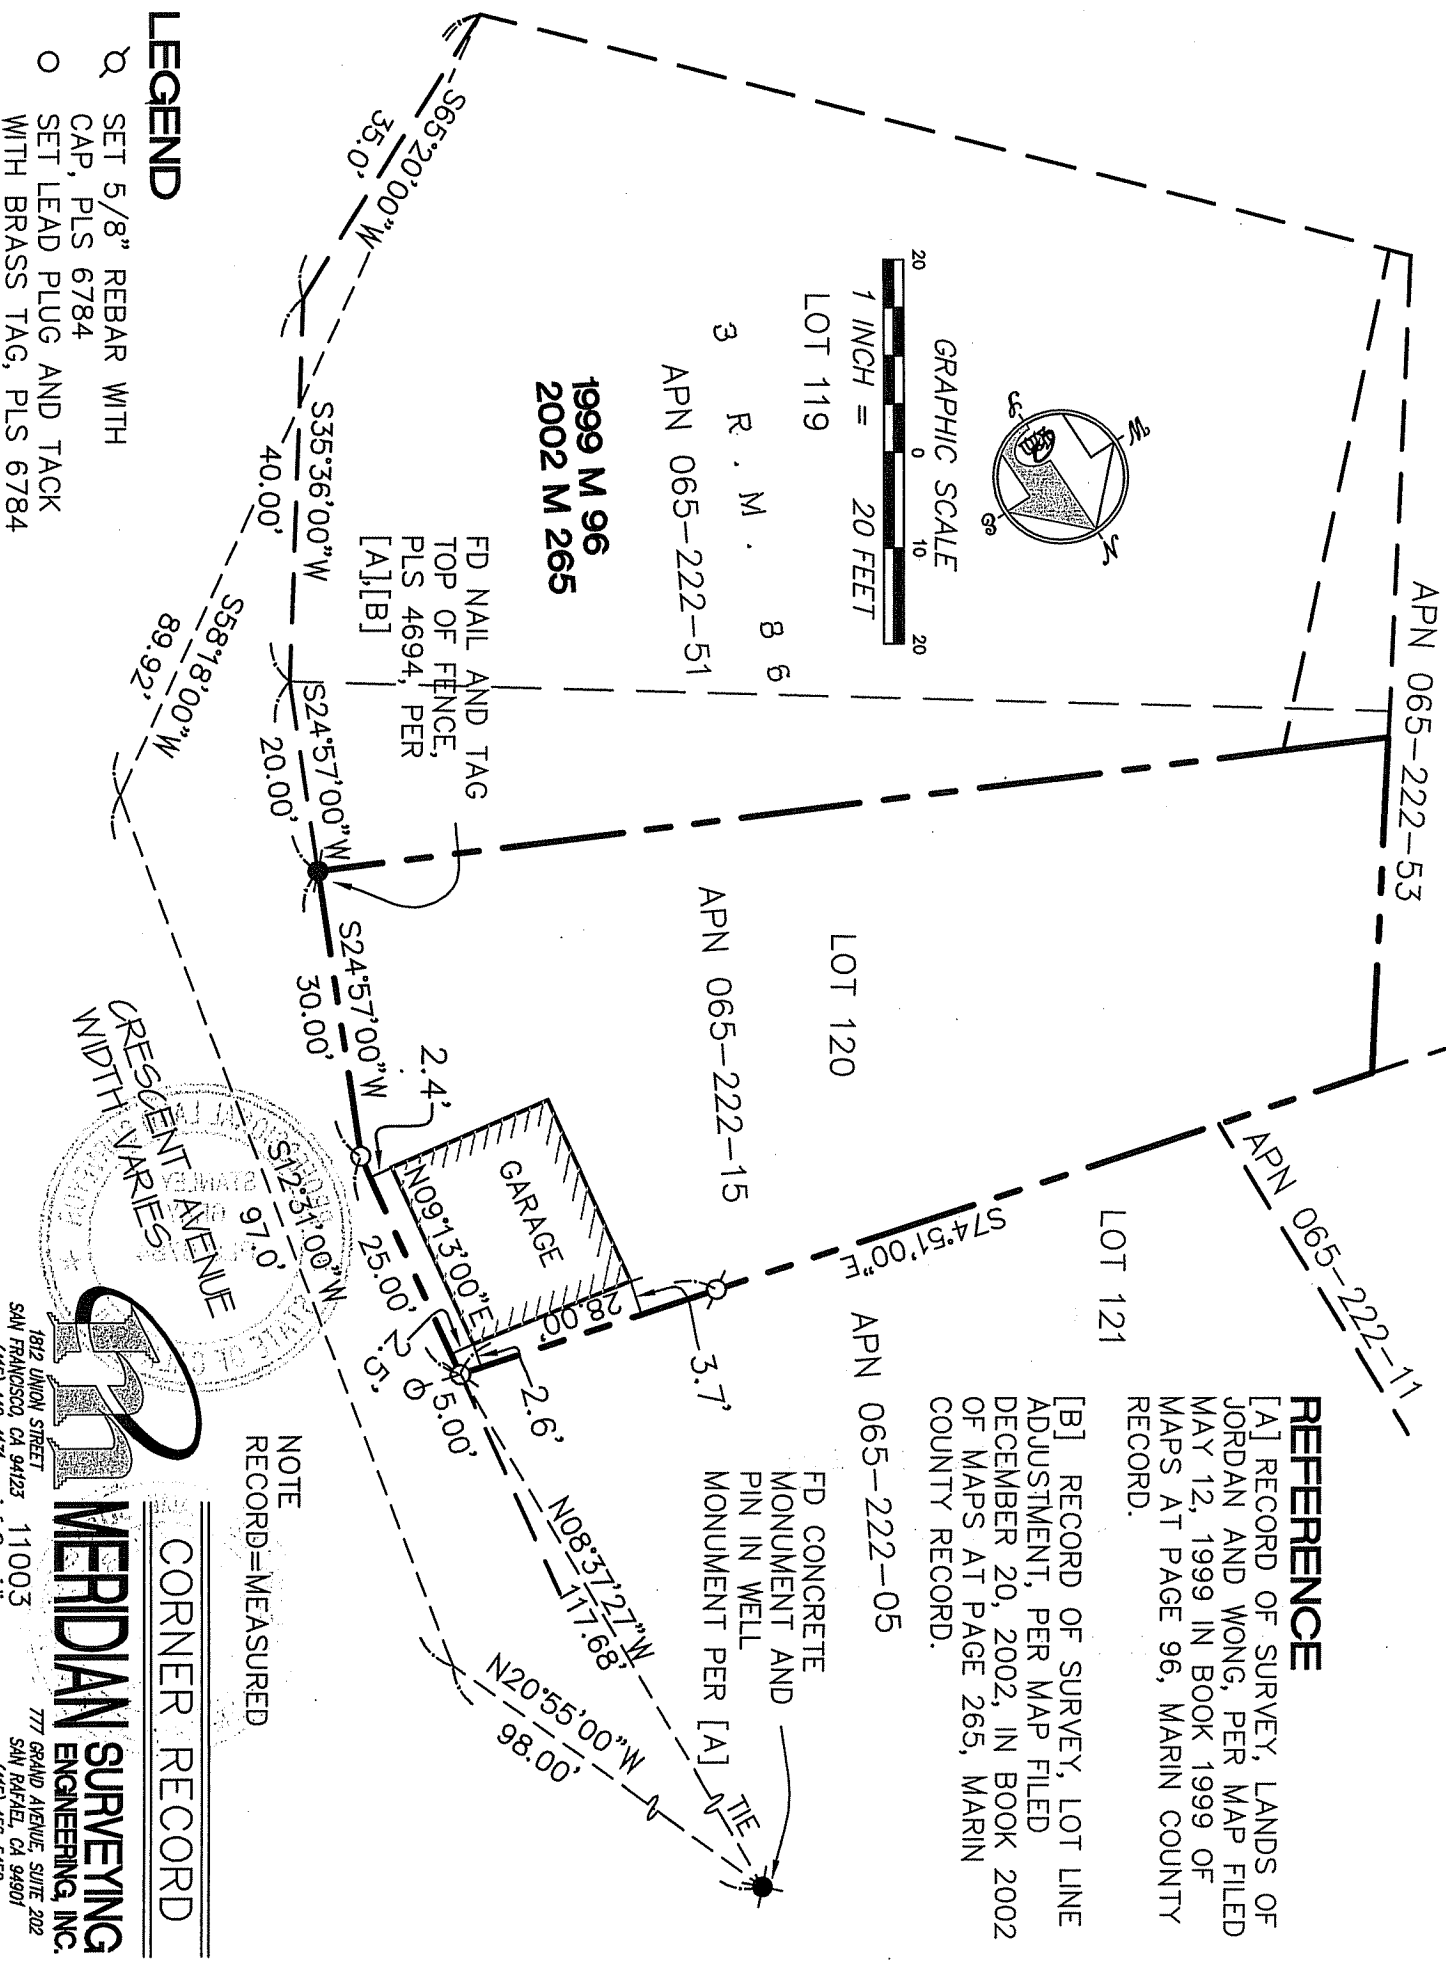 APN 065-222-53
APN 065-222-11
W
N
S
E
GRAPHIC SCALE
20 0 10 20
1 INCH = 20 FEET
LOT 119
3 R.M. 86
APN 065-222-51
1999 M 96
2002 M 265
LOT 120
APN 065-222-15
LOT 121
APN 065-222-05
S74°51'00"E
FD NAIL AND TAG
TOP OF FENCE,
PLS 4694, PER
[A],[B]
S65°20'00"W
35.0'
S35°36'00"W
40.00'
S24°57'00"W
20.00'
S24°57'00"W
30.00'
S58°18'00"W
89.92'
2.4'
GARAGE
N09°13'00"E
25.00'
28.00'
3.7'
2.6'
2.5'
5.00'
S12°31'00"W
97.0'
CRESCENT AVENUE
WIDTH VARIES
N08°37'27"W
117.68'
TIE
N20°55'00"W
98.00'
FD CONCRETE
MONUMENT AND
PIN IN WELL
MONUMENT PER [A]
REFERENCE
[A] RECORD OF SURVEY, LANDS OF
JORDAN AND WONG, PER MAP FILED
MAY 12, 1999 IN BOOK 1999 OF
MAPS AT PAGE 96, MARIN COUNTY
RECORD.
[B] RECORD OF SURVEY, LOT LINE
ADJUSTMENT, PER MAP FILED
DECEMBER 20, 2002, IN BOOK 2002
OF MAPS AT PAGE 265, MARIN
COUNTY RECORD.
LEGEND
SET 5/8" REBAR WITH
CAP, PLS 6784
SET LEAD PLUG AND TACK
WITH BRASS TAG, PLS 6784
NOTE
RECORD=MEASURED
CORNER RECORD
m
MERIDIAN SURVEYING
ENGINEERING, INC.
1812 UNION STREET
SAN FRANCISCO, CA 94123
11003
777 GRAND AVENUE, SUITE 202
SAN RAFAEL, CA 94901